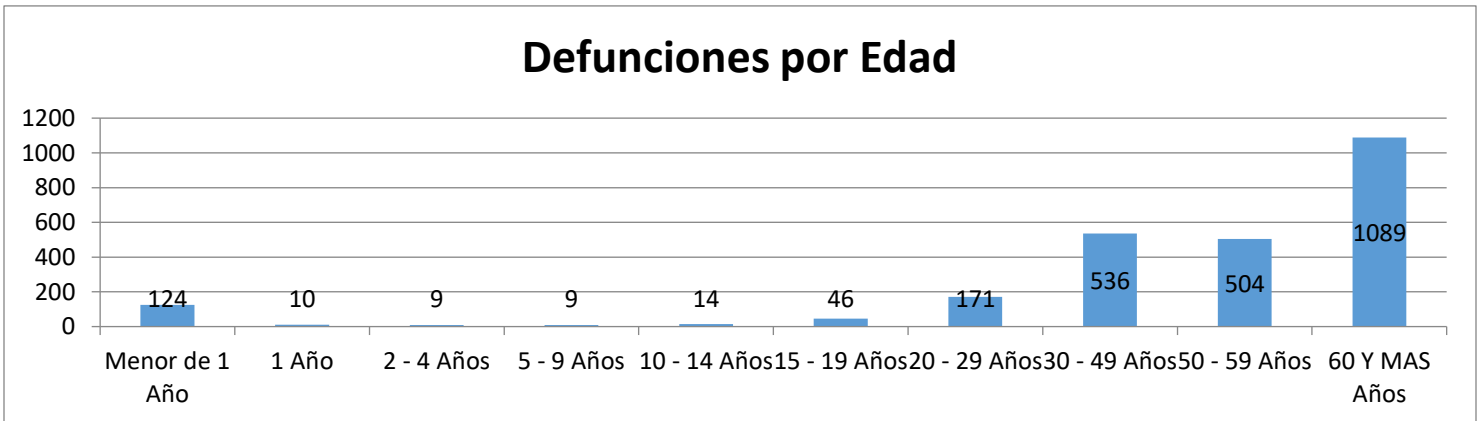 Defunciones por Edad
1200
1000
800
600
400
200
0
124
10
9
9
14
46
171
536
504
1089
Menor de 1 Año
1 Año
2 - 4 Años
5 - 9 Años
10 - 14 Años
15 - 19 Años
20 - 29 Años
30 - 49 Años
50 - 59 Años
60 Y MAS Años